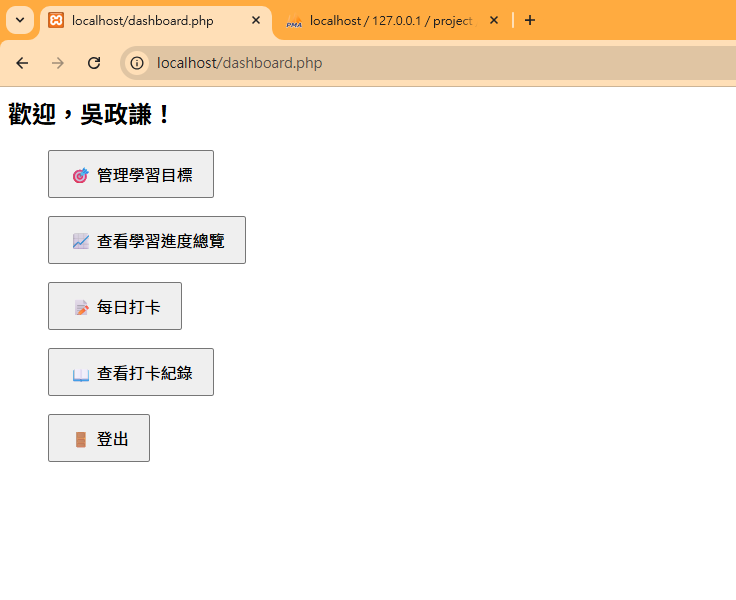 localhost/dashboard.php
localhost / 127.0.0.1 / project
localhost/dashboard.php
歡迎，吳政謙！
🎯 管理學習目標
📈 查看學習進度總覽
📝 每日打卡
📖 查看打卡紀錄
🚪 登出